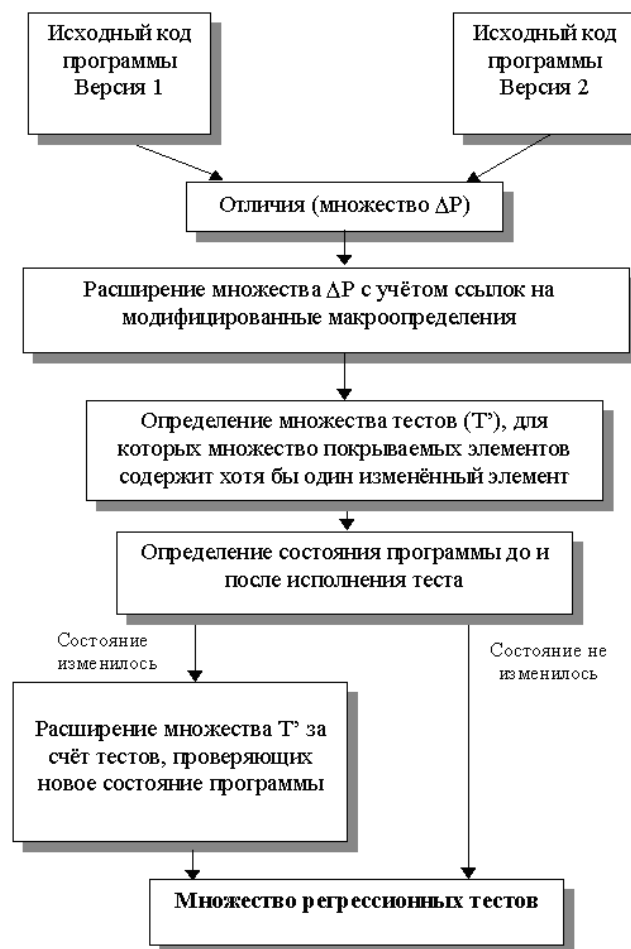 Исходный код
программы
Версия 1
Исходный код
программы
Версия 2
Отличия (множество ΔP)
Расширение множества ΔP с учётом ссылок на
модифицированные макроопределения
Определение множества тестов (T’), для
которых множество покрываемых элементов
содержит хотя бы один изменённый элемент
Определение состояния программы до и
после исполнения теста
Состояние
изменилось
Состояние не
изменилось
Расширение множества T’ за
счёт тестов, проверяющих
новое состояние программы
Множество регрессионных тестов